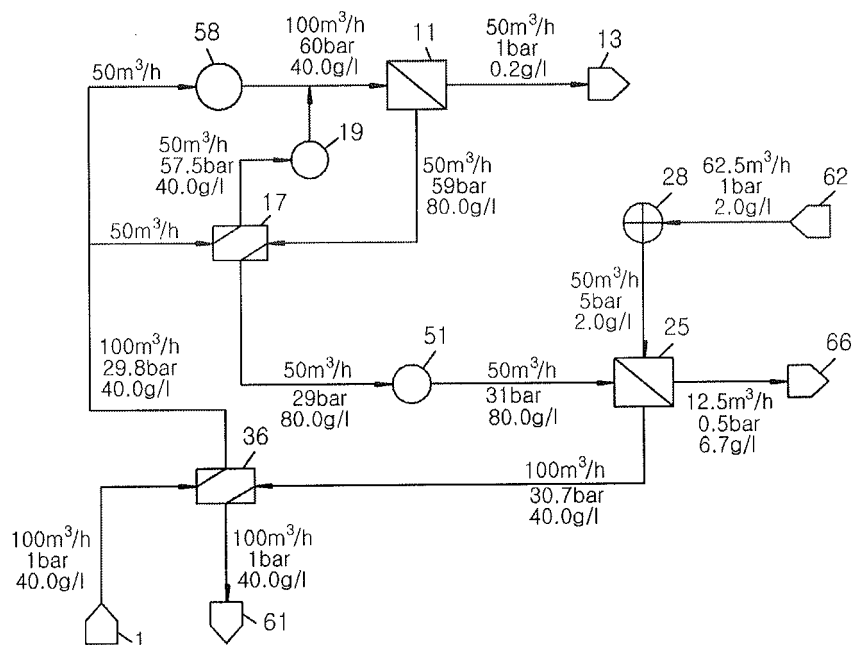 58
50m³/h
100m³/h
60bar
40.0g/l
11
50m³/h
1bar
0.2g/l
13
50m³/h
57.5bar
40.0g/l
19
50m³/h
59bar
80.0g/l
17
50m³/h
28
62.5m³/h
1bar
2.0g/l
62
50m³/h
5bar
2.0g/l
25
100m³/h
29.8bar
40.0g/l
50m³/h
29bar
80.0g/l
51
50m³/h
31bar
80.0g/l
66
12.5m³/h
0.5bar
6.7g/l
36
100m³/h
30.7bar
40.0g/l
100m³/h
1bar
40.0g/l
1
100m³/h
1bar
40.0g/l
61